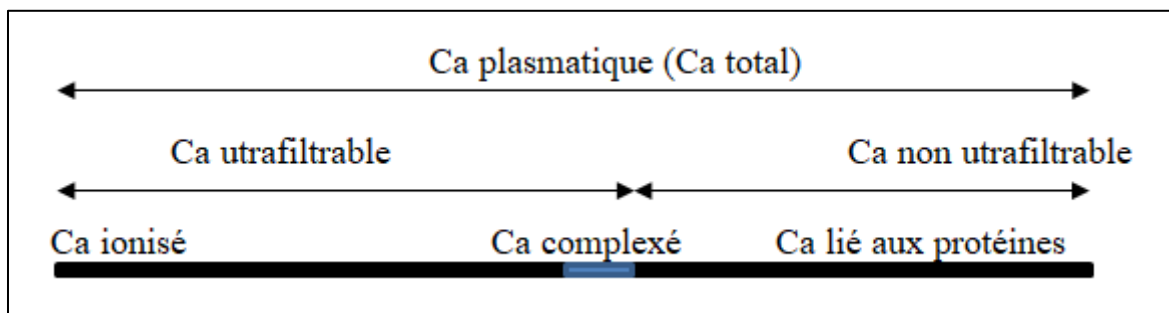 Ca plasmatique (Ca total)
Ca utrafiltrable Ca non utrafiltrable
Ca ionisé Ca complexé Ca lié aux protéines